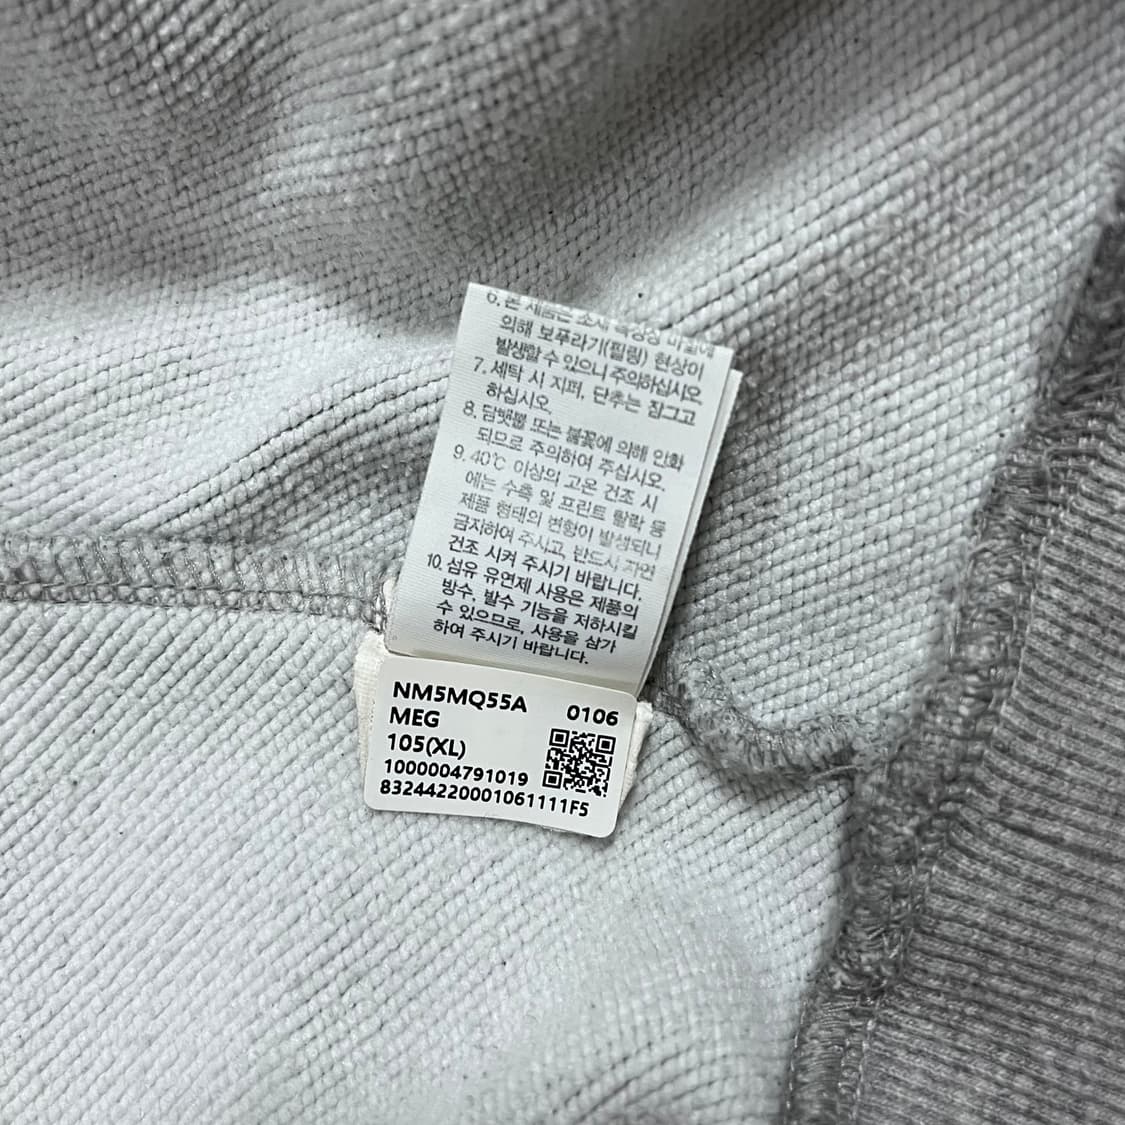 6. 본 제품은 소재 특성상 마찰에
의해 보푸라기(필링) 현상이
발생할 수 있으니 주의하십시오
7. 세탁 시 지퍼, 단추는 잠그고
하십시오.
8. 담뱃불 또는 불꽃에 의해 인화
되므로 주의하여 주십시오.
9. 40℃ 이상의 고온 건조 시
에는 수축 및 프린트 탈락 등
제품 형태의 변형이 발생되니
금지하여 주시고, 반드시 자연
건조 시켜 주시기 바랍니다.
10. 섬유 유연제 사용은 제품의
방수, 발수 기능을 저하시킬
수 있으므로, 사용을 삼가
하여 주시기 바랍니다.
NM5MQ55A 0106
MEG
105(XL)
1000004791019
83244220001061111F5